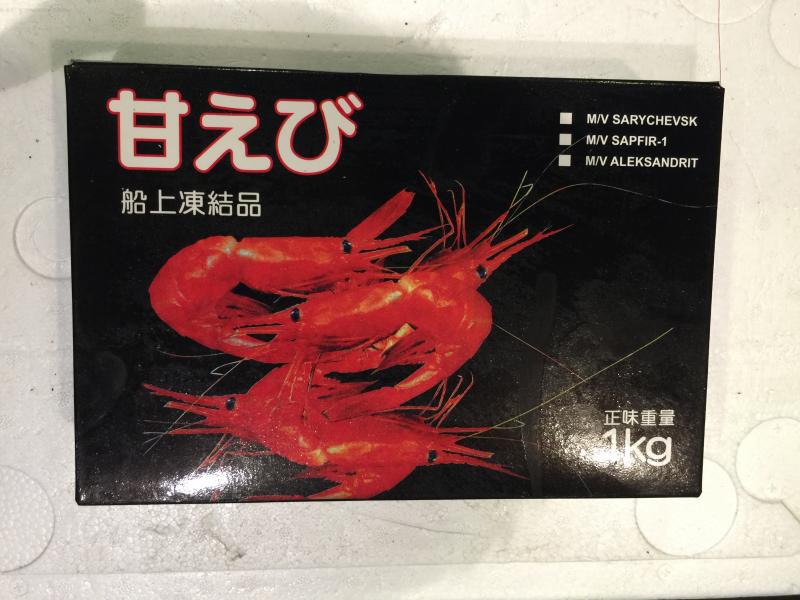 甘えび
船上凍結品
M/V SARYCHEVSK
M/V SAPFIR-1
M/V ALEKSANDRIT
正味重量
1kg